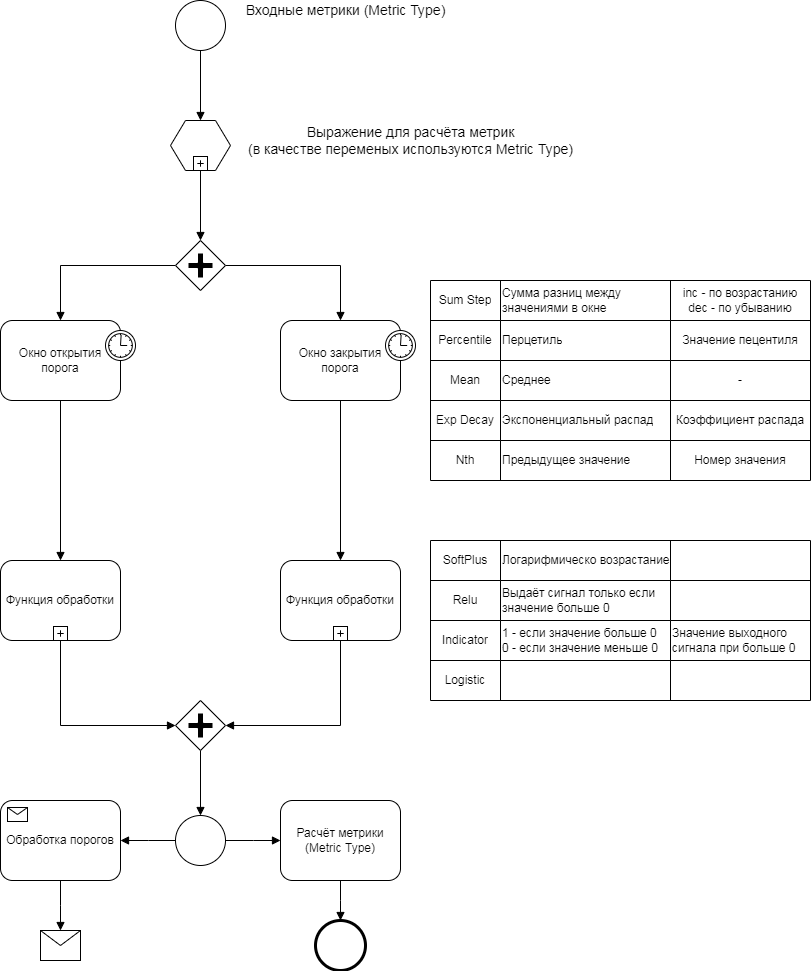 Входные метрики (Metric Type)
Выражение для расчёта метрик
(в качестве переменых используются Metric Type)
Окно открытия
порога
Окно закрытия
порога
Sum Step
Сумма разниц между
значениями в окне
inc - по возрастанию
dec - по убыванию
Percentile
Перцетиль
Значение пецентиля
Mean
Среднее
-
Exp Decay
Экспоненциальный распад
Коэффициент распада
Nth
Предыдущее значение
Номер значения
Функция обработки
Функция обработки
SoftPlus
Логарифмическо возрастание
Relu
Выдаёт сигнал только если
значение больше 0
Indicator
1 - если значение больше 0
0 - если значение меньше 0
Значение выходного
сигнала при больше 0
Logistic
Обработка порогов
Расчёт метрики
(Metric Type)